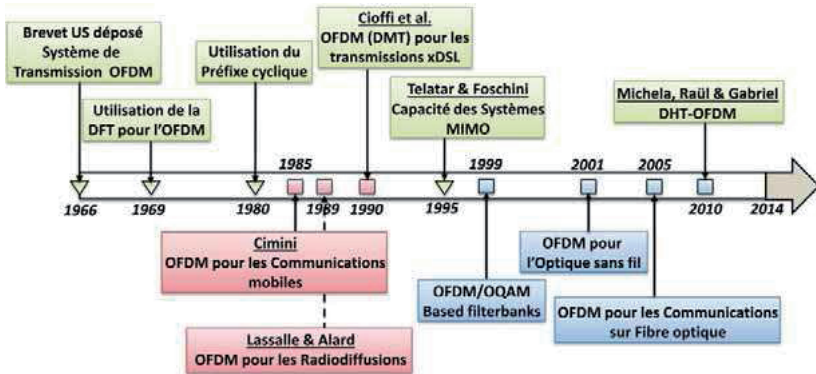 Brevet US déposé
Système de
Transmission OFDM
Utilisation de la
DFT pour l'OFDM
Utilisation du
Préfixe cyclique
Cioffi et al.
OFDM (DMT) pour les
transmissions xDSL
Telatar & Foschini
Capacité des Systèmes
MIMO
Michela, Raül & Gabriel
DHT-OFDM
1985
1999
2001
2005
1966
1969
1980
1989
1990
1995
2010
2014
Cimini
OFDM pour les Communications
mobiles
Lassalle & Alard
OFDM pour les Radiodiffusions
OFDM/OQAM
Based filterbanks
OFDM pour
l'Optique sans fil
OFDM pour les Communications
sur Fibre optique